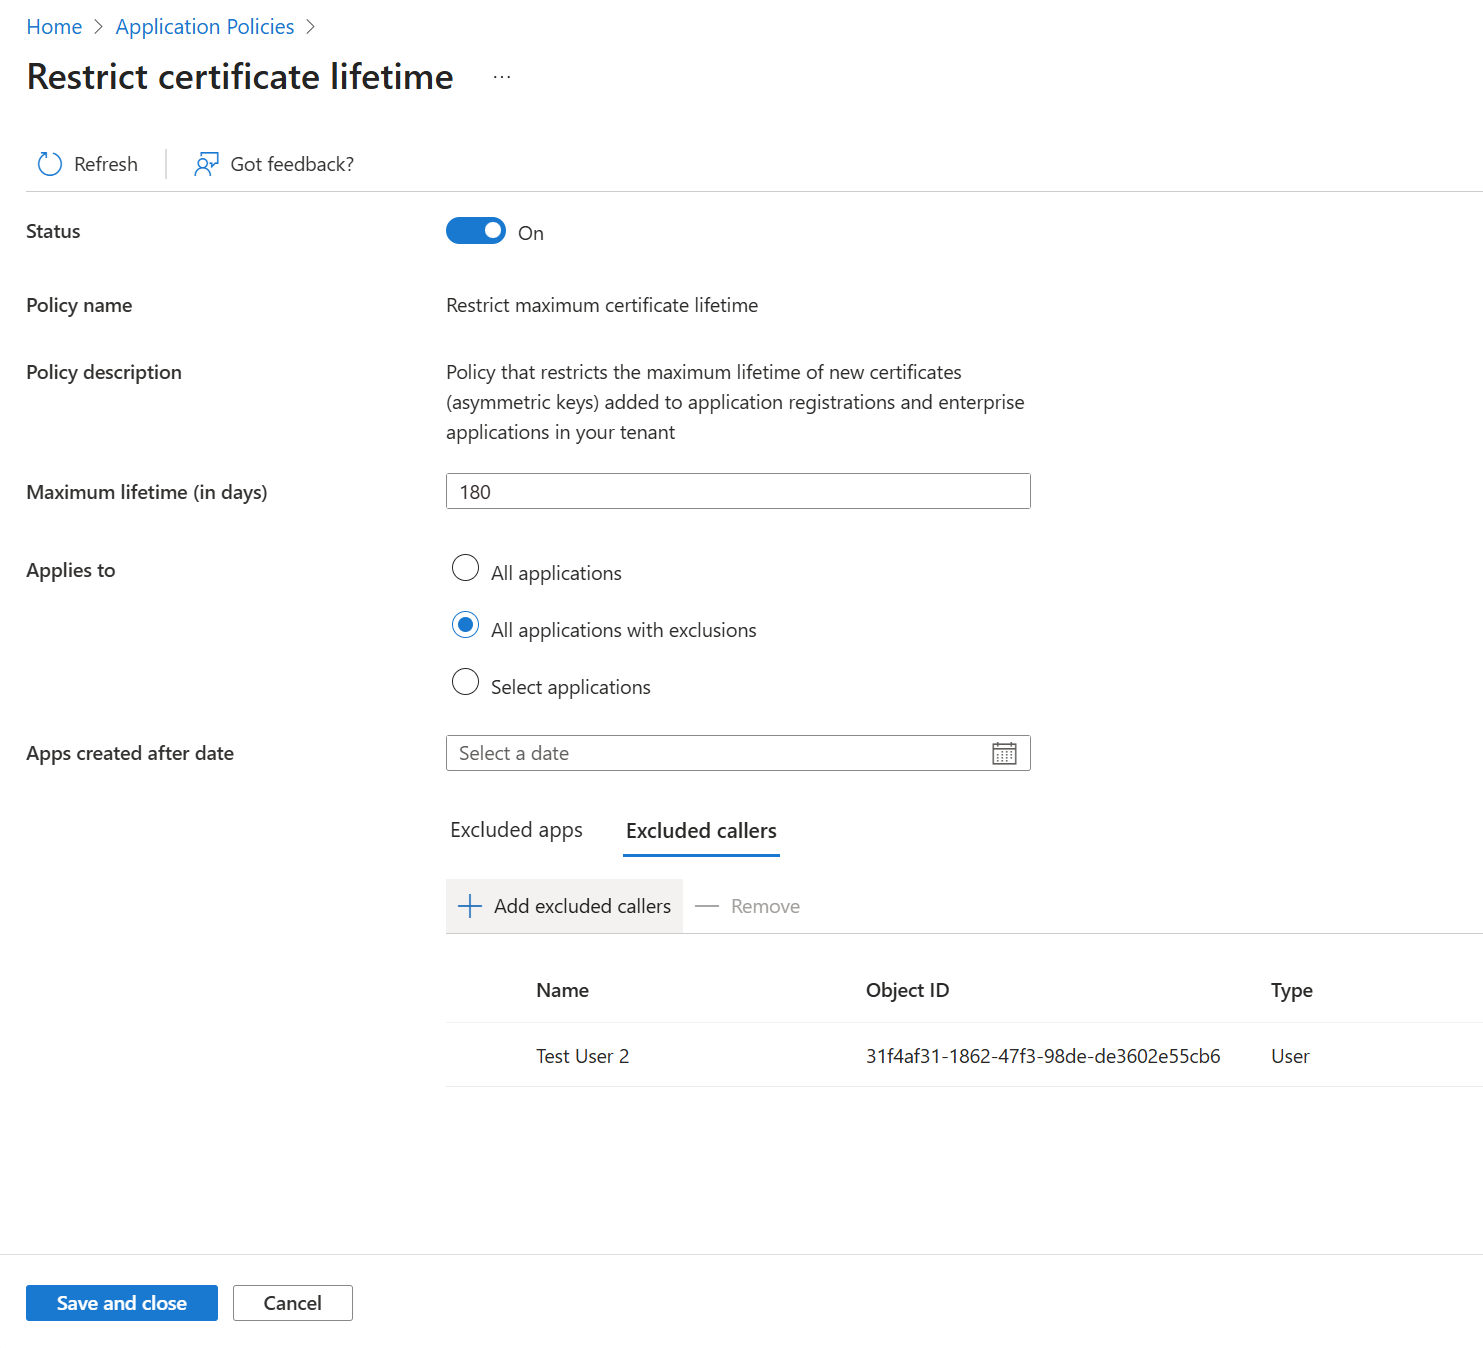 Home > Application Policies >
Restrict certificate lifetime ...
Refresh | Got feedback?
Status On
Policy name Restrict maximum certificate lifetime
Policy description Policy that restricts the maximum lifetime of new certificates
(asymmetric keys) added to application registrations and enterprise
applications in your tenant
Maximum lifetime (in days) 180
Applies to All applications
All applications with exclusions
Select applications
Apps created after date Select a date
Excluded apps Excluded callers
Add excluded callers Remove
Name Object ID Type
Test User 2 31f4af31-1862-47f3-98de-de3602e55cb6 User
Save and close Cancel